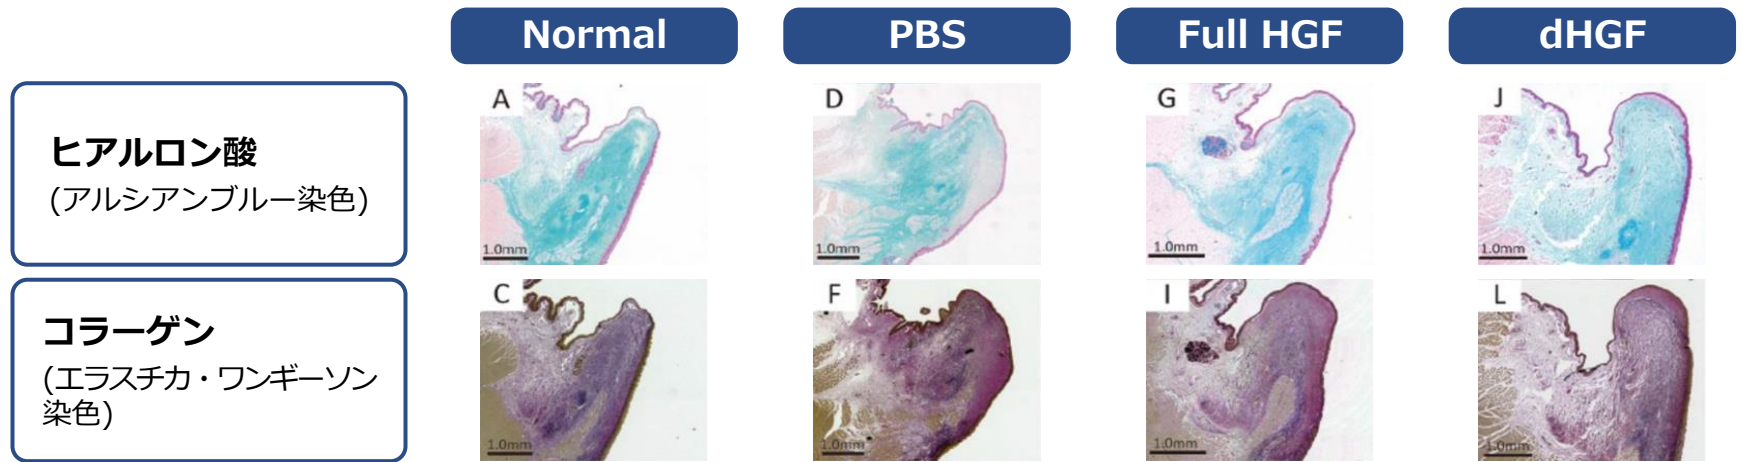 Normal
PBS
Full HGF
dHGF
ヒアルロン酸
(アルシアンブルー染色)
A
1.0mm
D
1.0mm
G
1.0mm
J
1.0mm
コラーゲン
(エラスチカ・ワンギーソン
染色)
C
1.0mm
F
1.0mm
I
1.0mm
L
1.0mm